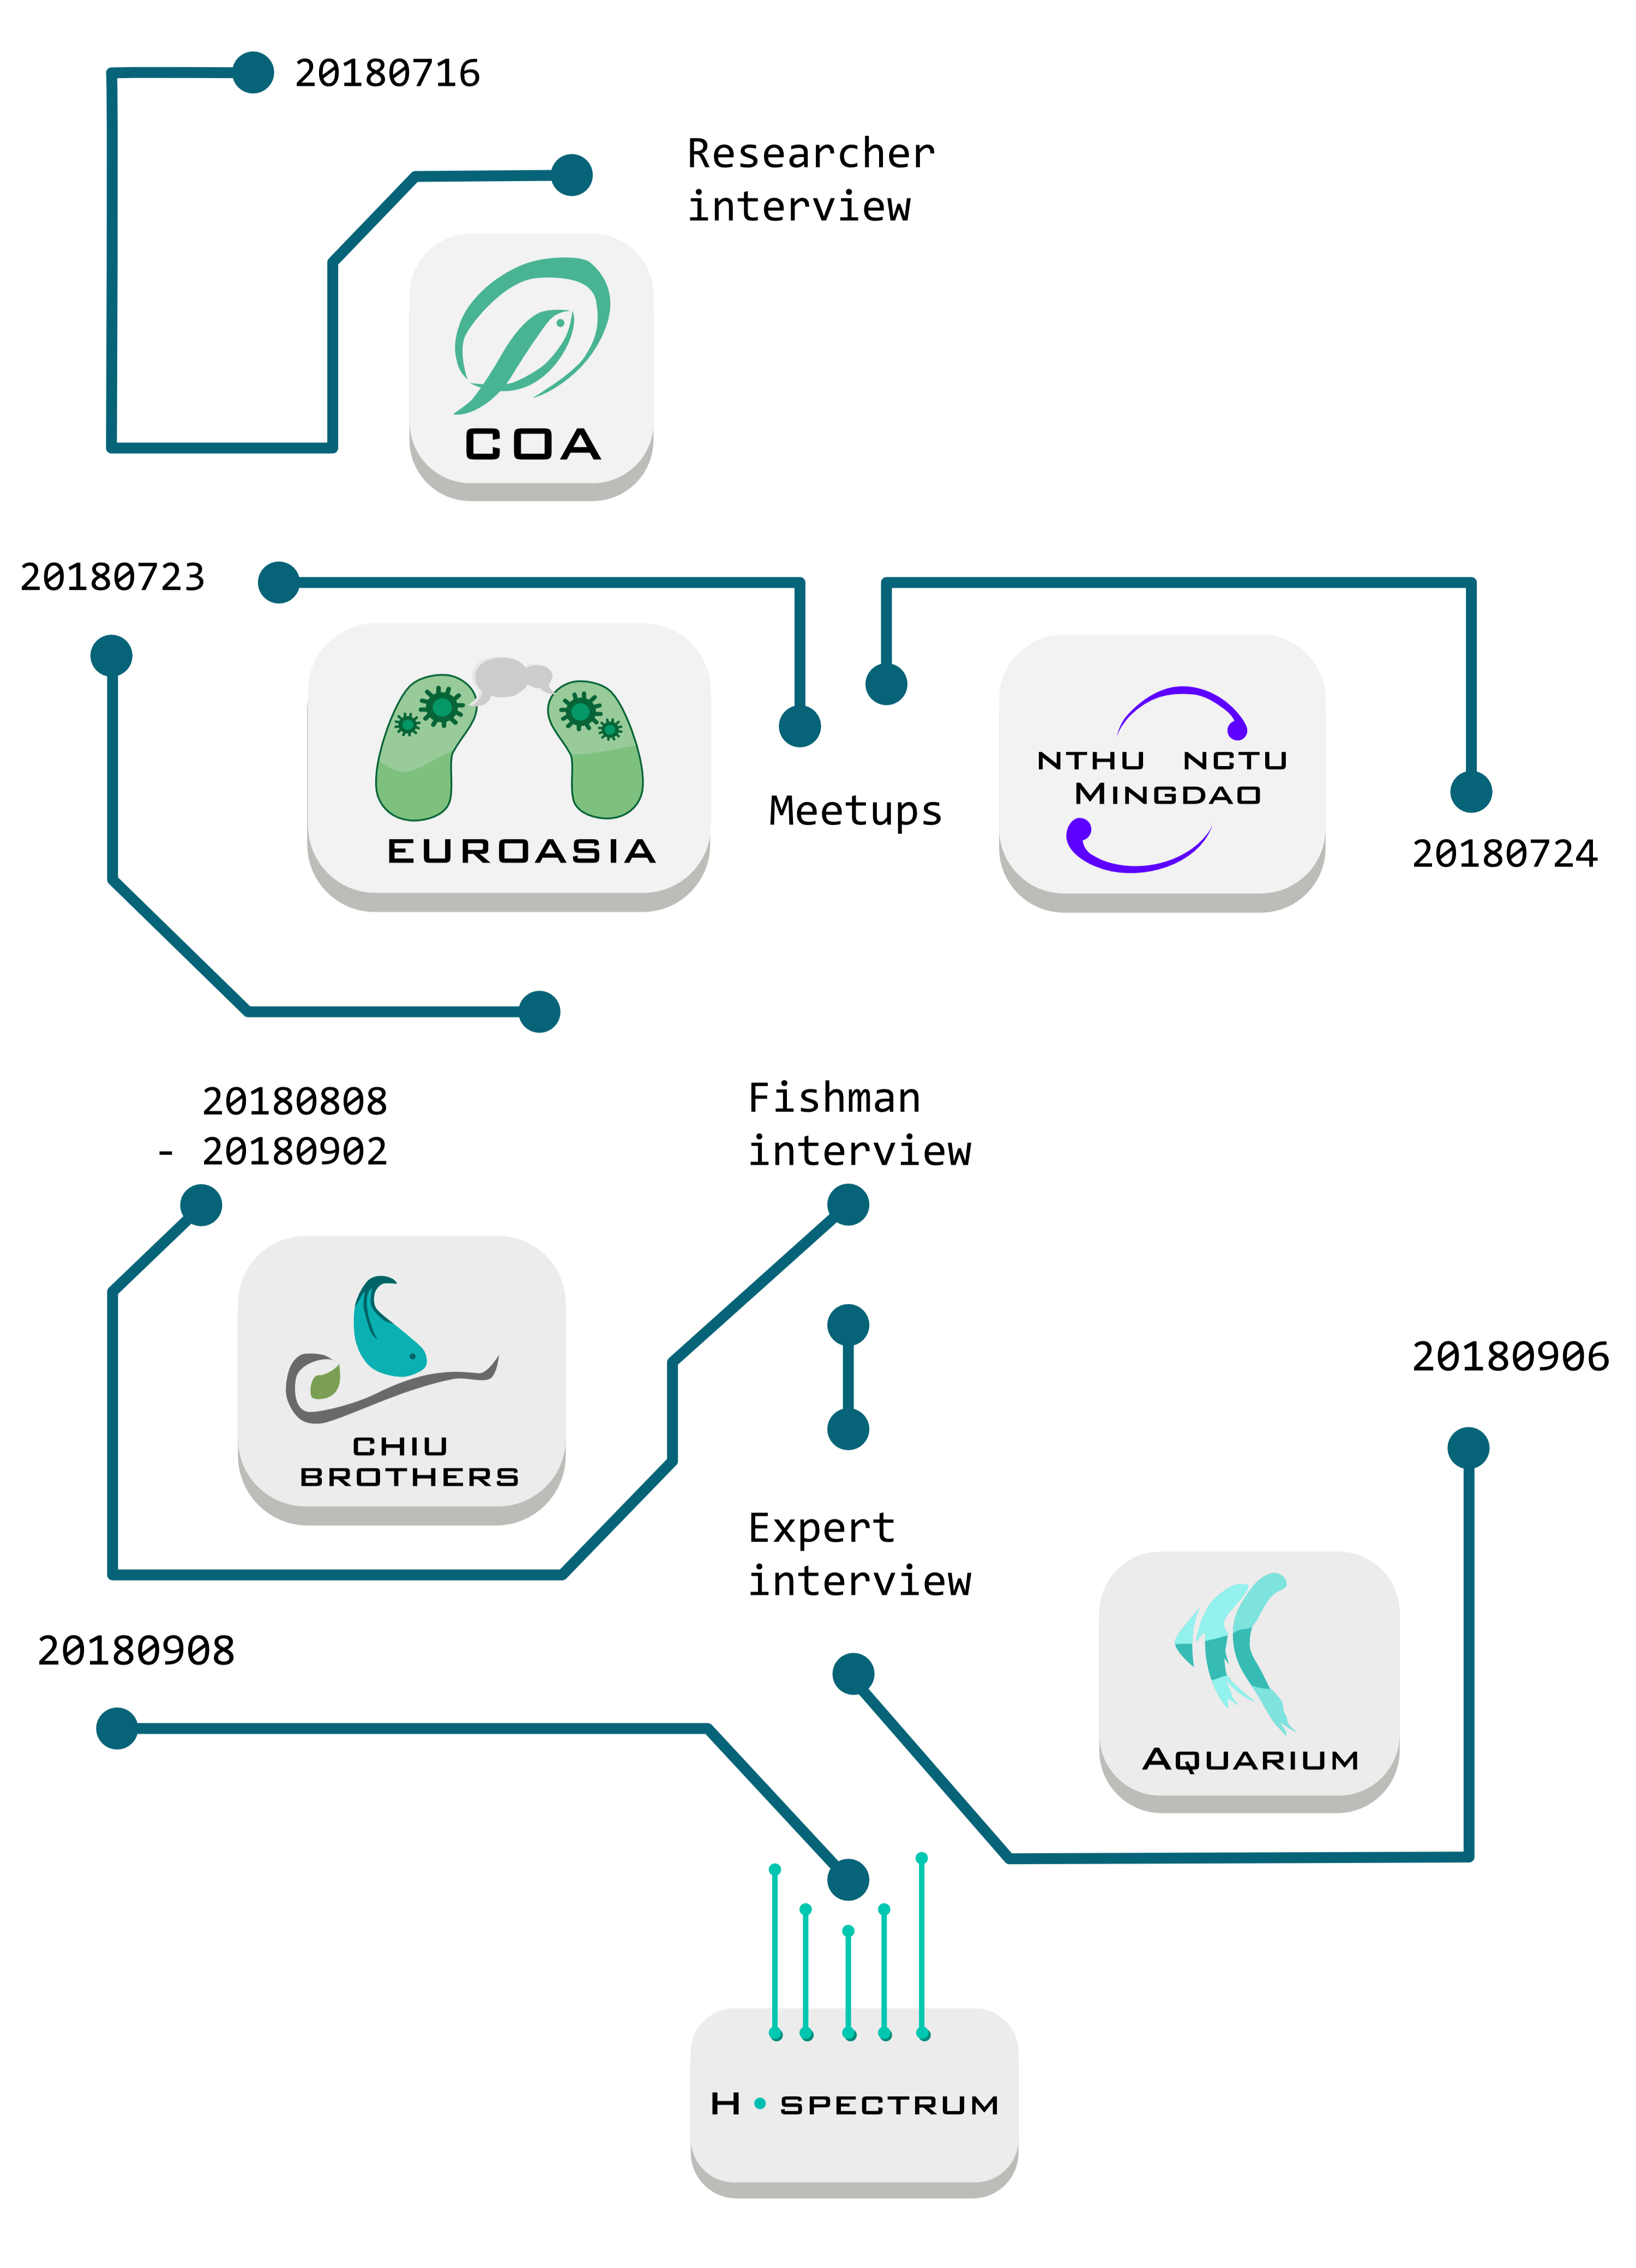 20180716
Researcher
interview
COA
20180723
EUROASIA
Meetups
NTHU NCTU
MINGDAO
20180724
20180808
- 20180902
Fishman
interview
CHIU
BROTHERS
20180906
Expert
interview
AQUARIUM
20180908
H • SPECTRUM